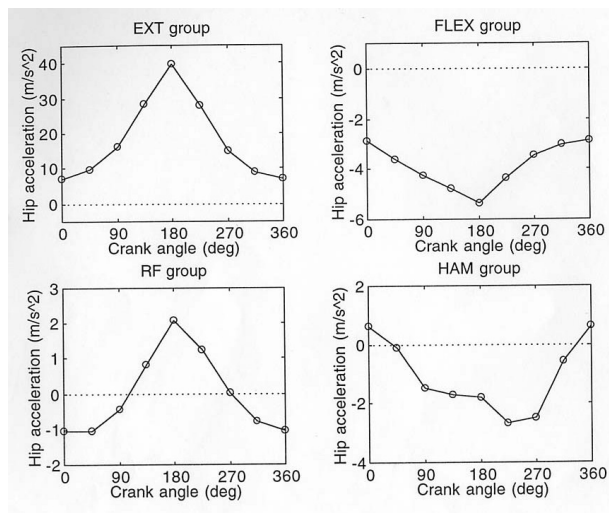 EXT group
Hip acceleration (m/s^2)
40
30
20
10
0
0 90 180 270 360
Crank angle (deg)
FLEX group
Hip acceleration (m/s^2)
0
-2
-4
-6
0 90 180 270 360
Crank angle (deg)
RF group
Hip acceleration (m/s^2)
3
2
1
0
-1
-2
0 90 180 270 360
Crank angle (deg)
HAM group
Hip acceleration (m/s^2)
2
0
-2
-4
0 90 180 270 360
Crank angle (deg)